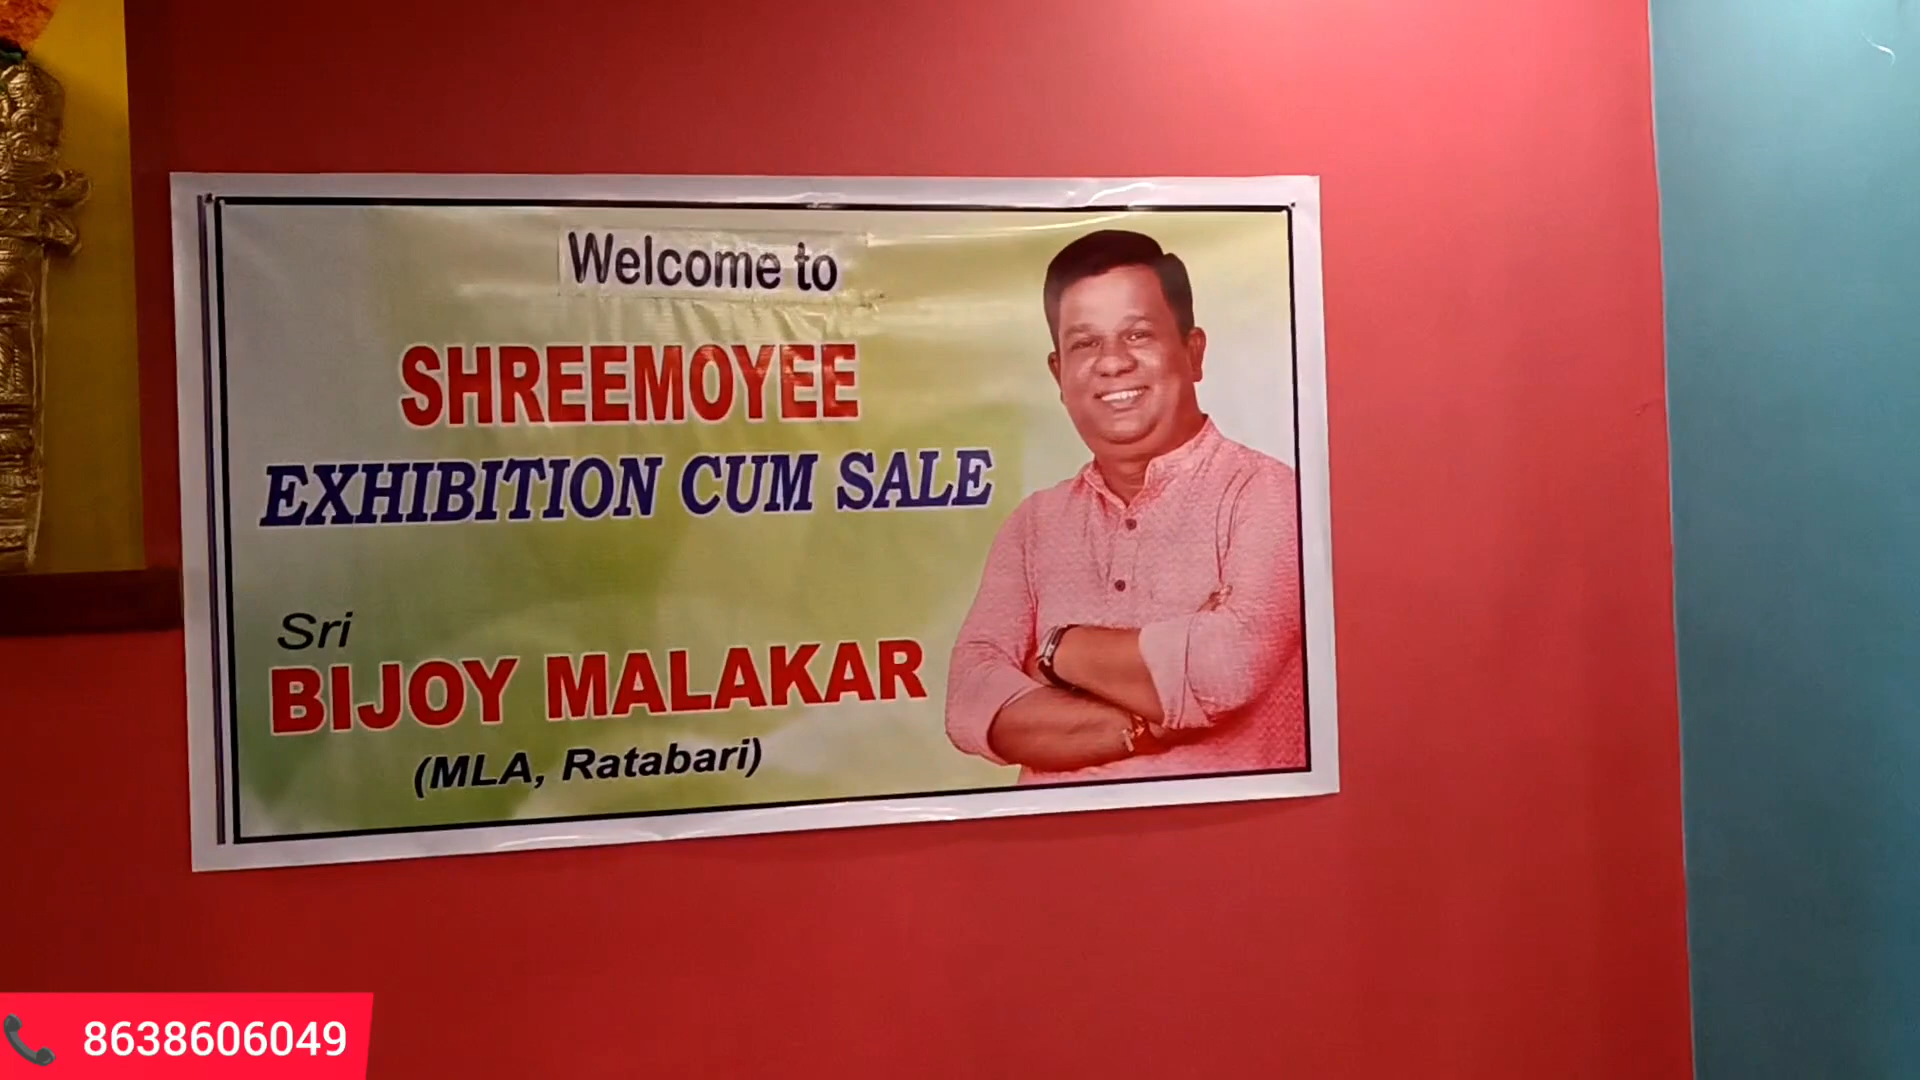 Welcome to
SHREEMOYEE
EXHIBITION CUM SALE
Sri
BIJOY MALAKAR
(MLA, Ratabari)
8638606049